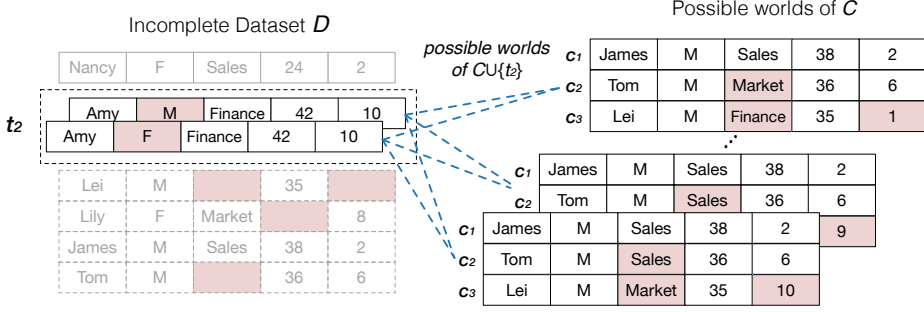 Incomplete Dataset D
Nancy F Sales 24 2
t2
Amy M Finance 42 10
Amy F Finance 42 10
Lei M 35
Lily F Market 8
James M Sales 38 2
Tom M 36 6
possible worlds
of C∪{t2}
Possible worlds of C
c1 James M Sales 38 2
c2 Tom M Market 36 6
c3 Lei M Finance 35 1
⋰
c1 James M Sales 38 2
c2 Tom M Sales 36 6
9
c1 James M Sales 38 2
c2 Tom M Sales 36 6
c3 Lei M Market 35 10